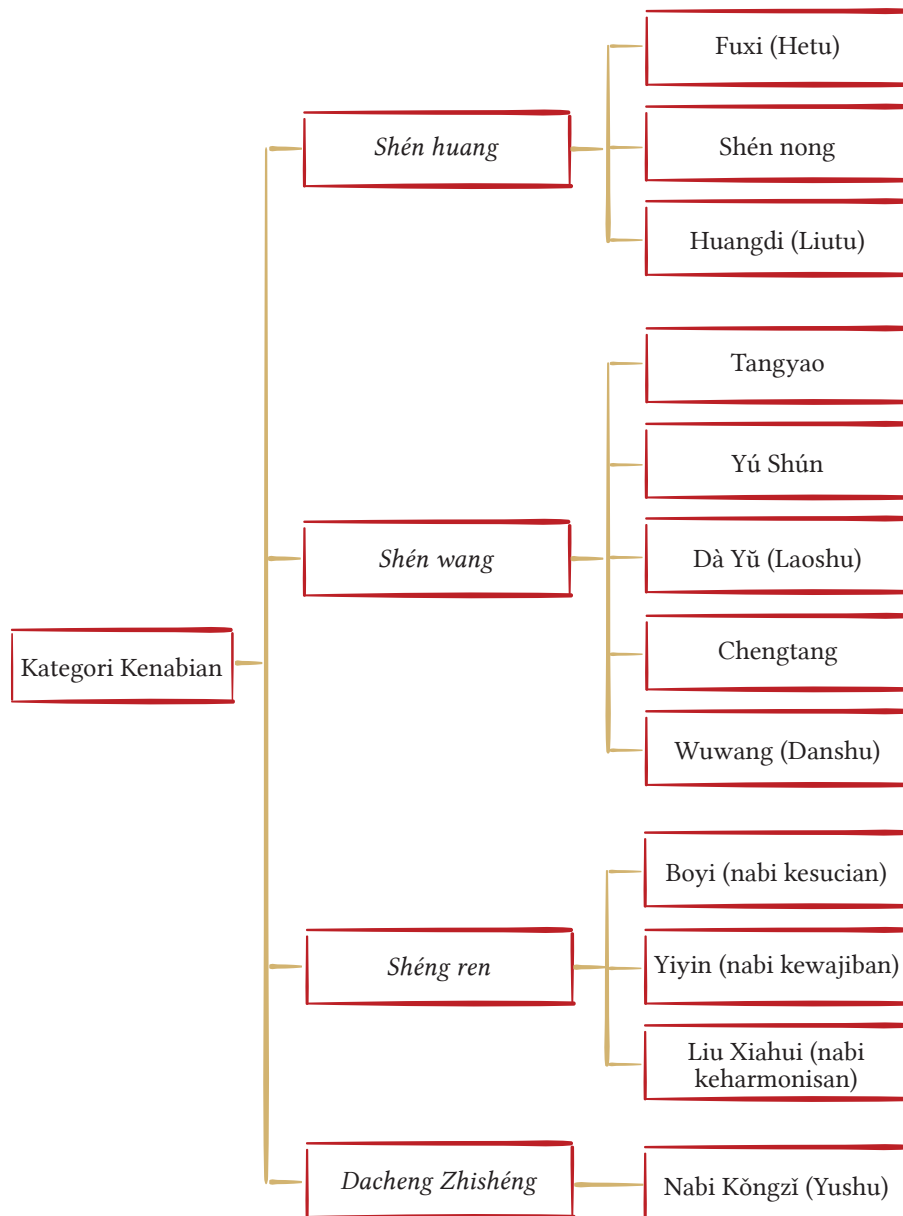 Kategori Kenabian
Shén huang
Fuxi (Hetu)
Shén nong
Huangdi (Liutu)
Shén wang
Tangyao
Yú Shún
Dà Yŭ (Laoshu)
Chengtang
Wuwang (Danshu)
Shéng ren
Boyi (nabi kesucian)
Yiyin (nabi kewajiban)
Liu Xiahui (nabi
keharmonisan)
Dacheng Zhishéng
Nabi Kǒngzǐ (Yushu)